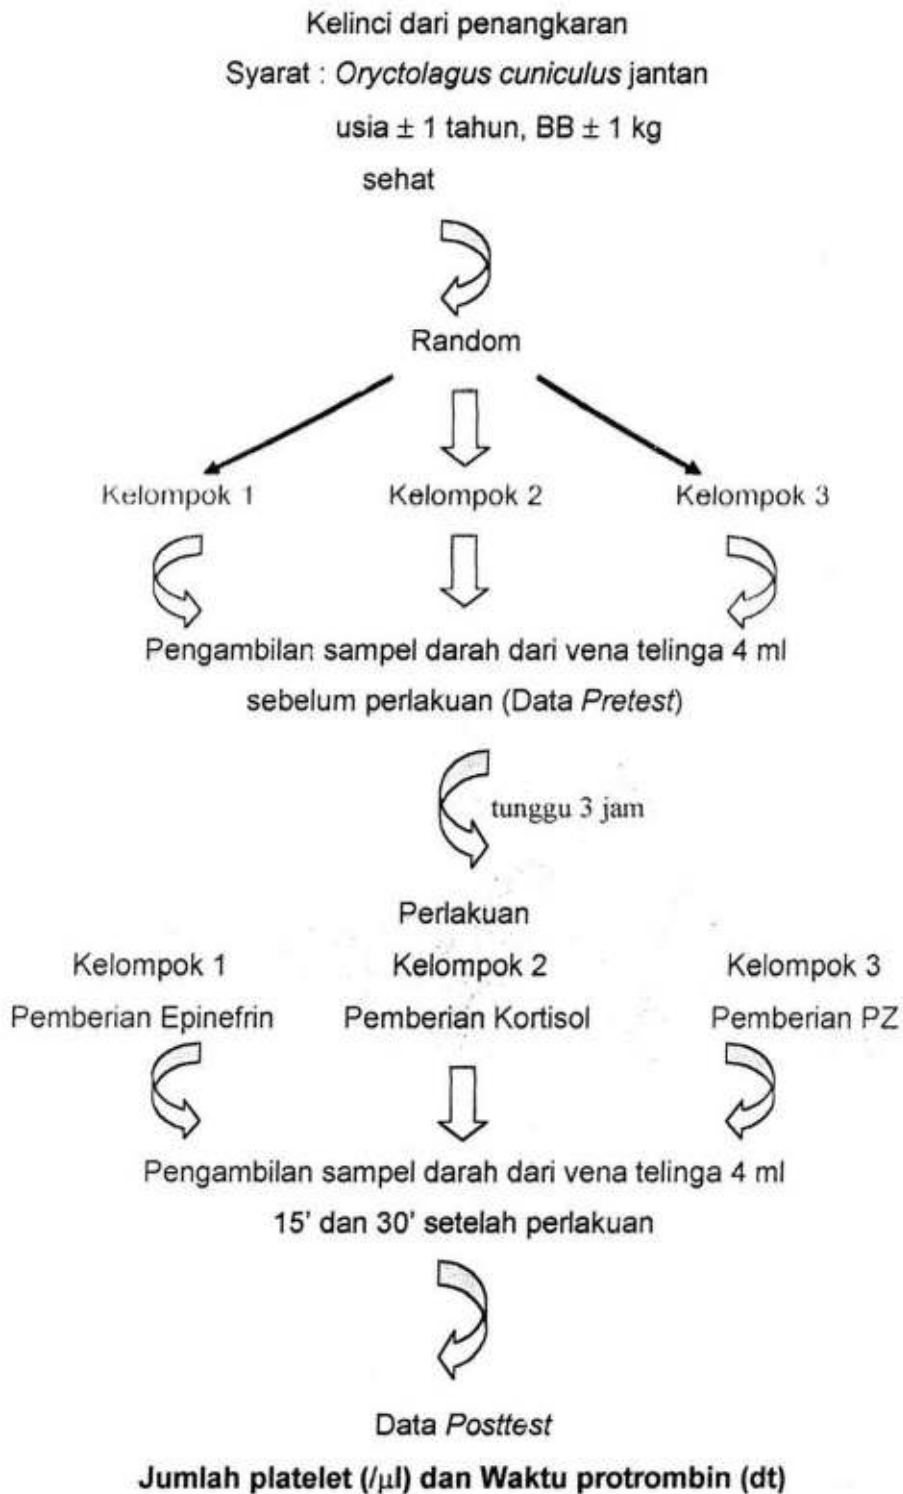 Kelinci dari penangkaran
Syarat : Oryctolagus cuniculus jantan
usia ± 1 tahun, BB ± 1 kg
sehat
Random
Kelompok 1 Kelompok 2 Kelompok 3
Pengambilan sampel darah dari vena telinga 4 ml
sebelum perlakuan (Data Pretest)
tunggu 3 jam
Perlakuan
Kelompok 1 Kelompok 2 Kelompok 3
Pemberian Epinefrin Pemberian Kortisol Pemberian PZ
Pengambilan sampel darah dari vena telinga 4 ml
15' dan 30' setelah perlakuan
Data Posttest
Jumlah platelet (/μl) dan Waktu protrombin (dt)